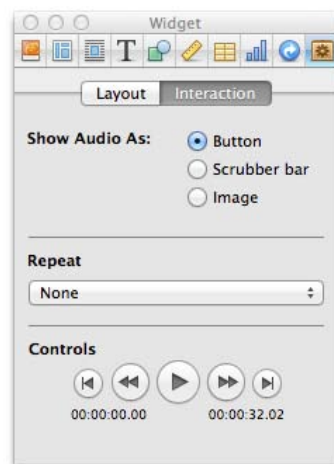 Widget
T
Layout Interaction
Show Audio As: Button
Scrubber bar
Image
Repeat
None
Controls
00:00:00.00 00:00:32.02